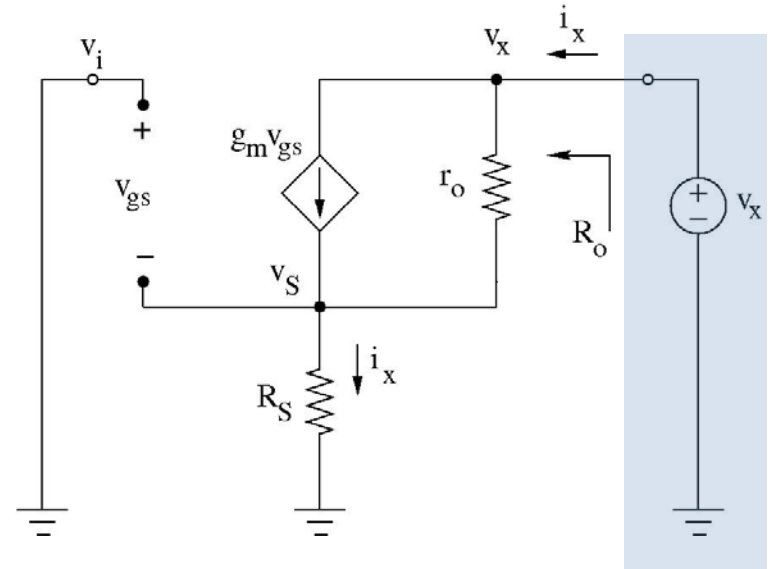 i_x
v_x
v_i
+
g_m v_gs
r_o
+
−
v_x
v_gs
R_o
−
v_S
i_x
R_S